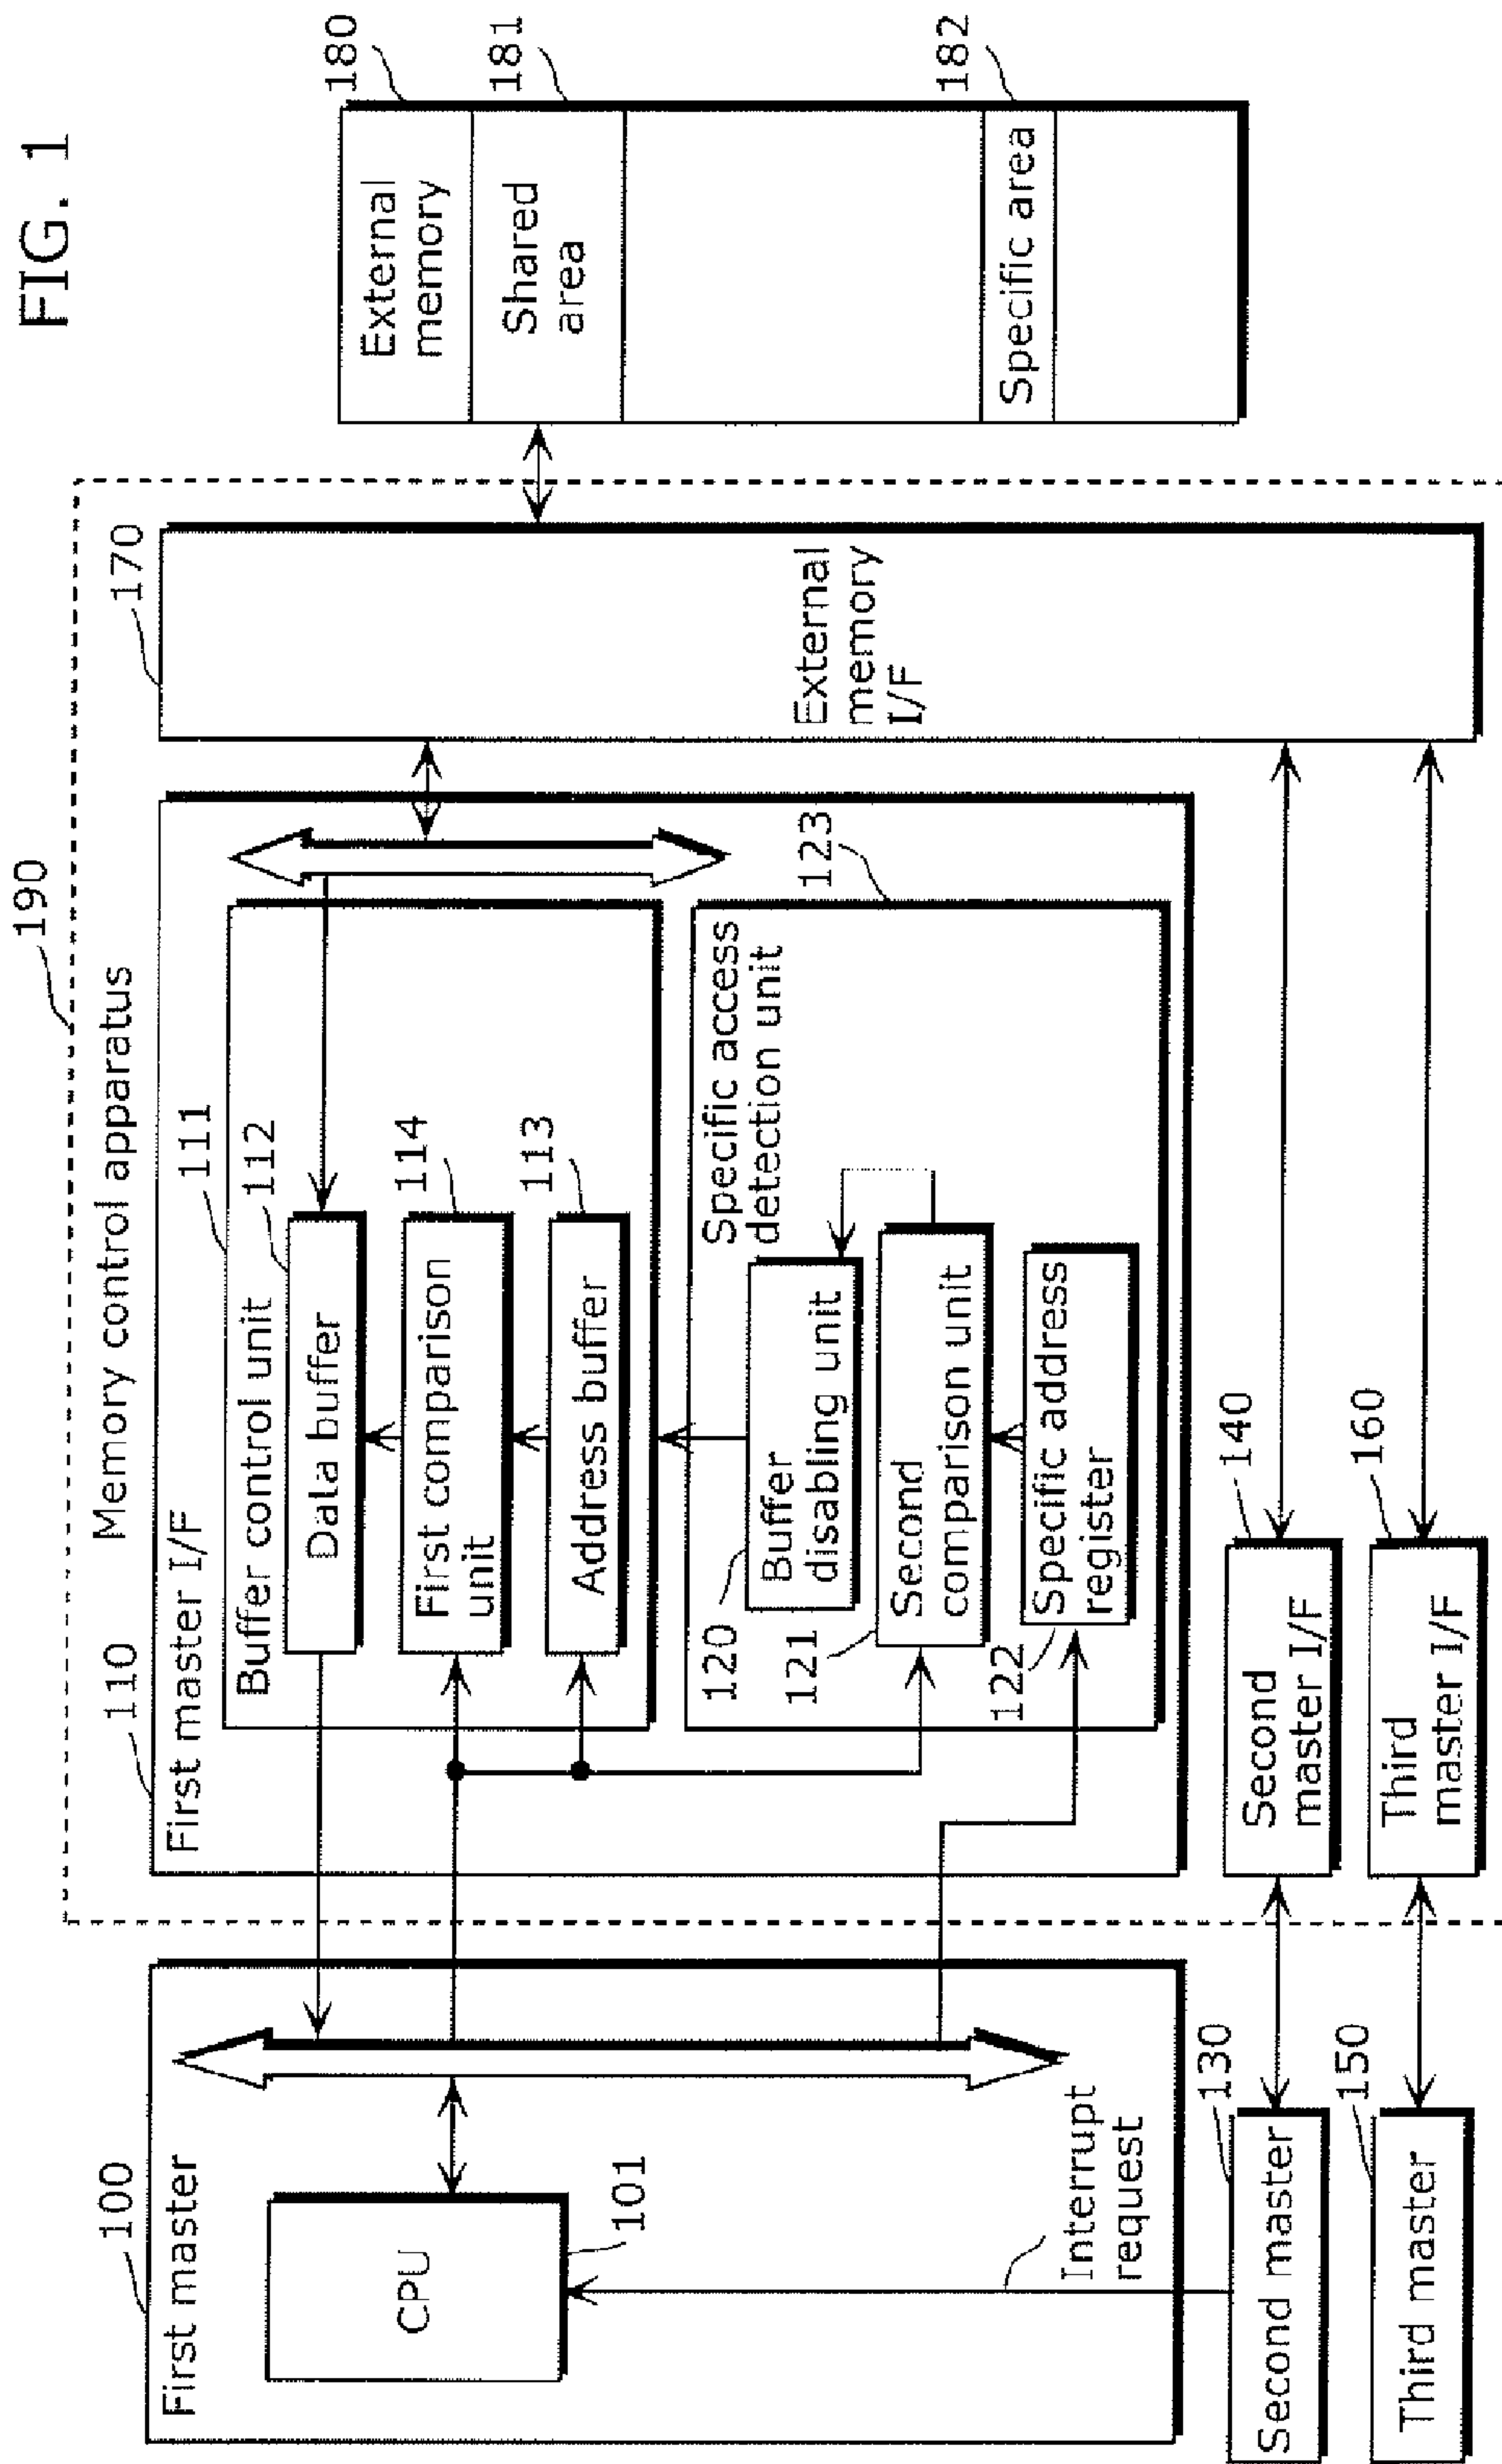 FIG. 1
190
Memory control apparatus
100
First master
CPU
101
Interrupt
request
130
Second master
150
Third master
110
First master I/F
111
Buffer control unit
112
Data buffer
114
First comparison
unit
113
Address buffer
123
Specific access
detection unit
120
Buffer
disabling unit
121
Second
comparison unit
122
Specific address
register
140
Second
master I/F
160
Third
master I/F
170
External
memory
I/F
180
External
memory
181
Shared
area
182
Specific area